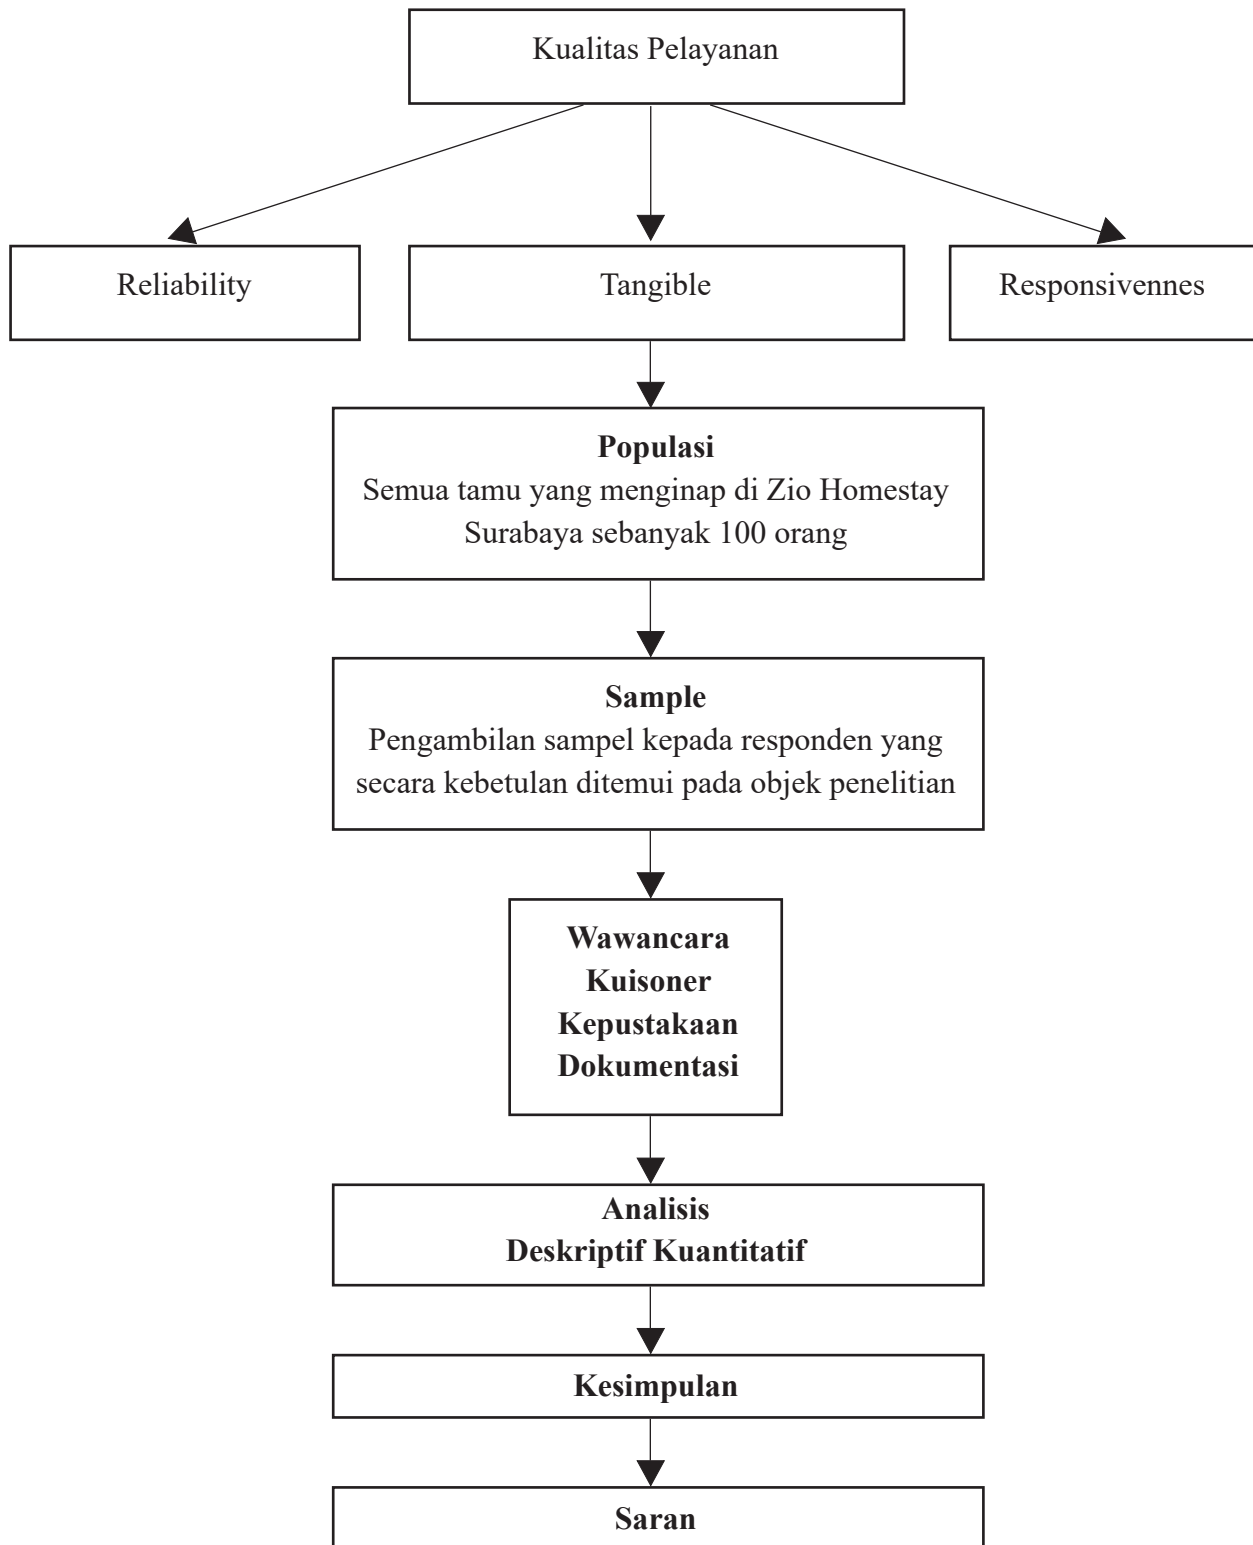 Kualitas Pelayanan
Reliability
Tangible
Responsivennes
Populasi
Semua tamu yang menginap di Zio Homestay
Surabaya sebanyak 100 orang
Sample
Pengambilan sampel kepada responden yang
secara kebetulan ditemui pada objek penelitian
Wawancara
Kuisoner
Kepustakaan
Dokumentasi
Analisis
Deskriptif Kuantitatif
Kesimpulan
Saran